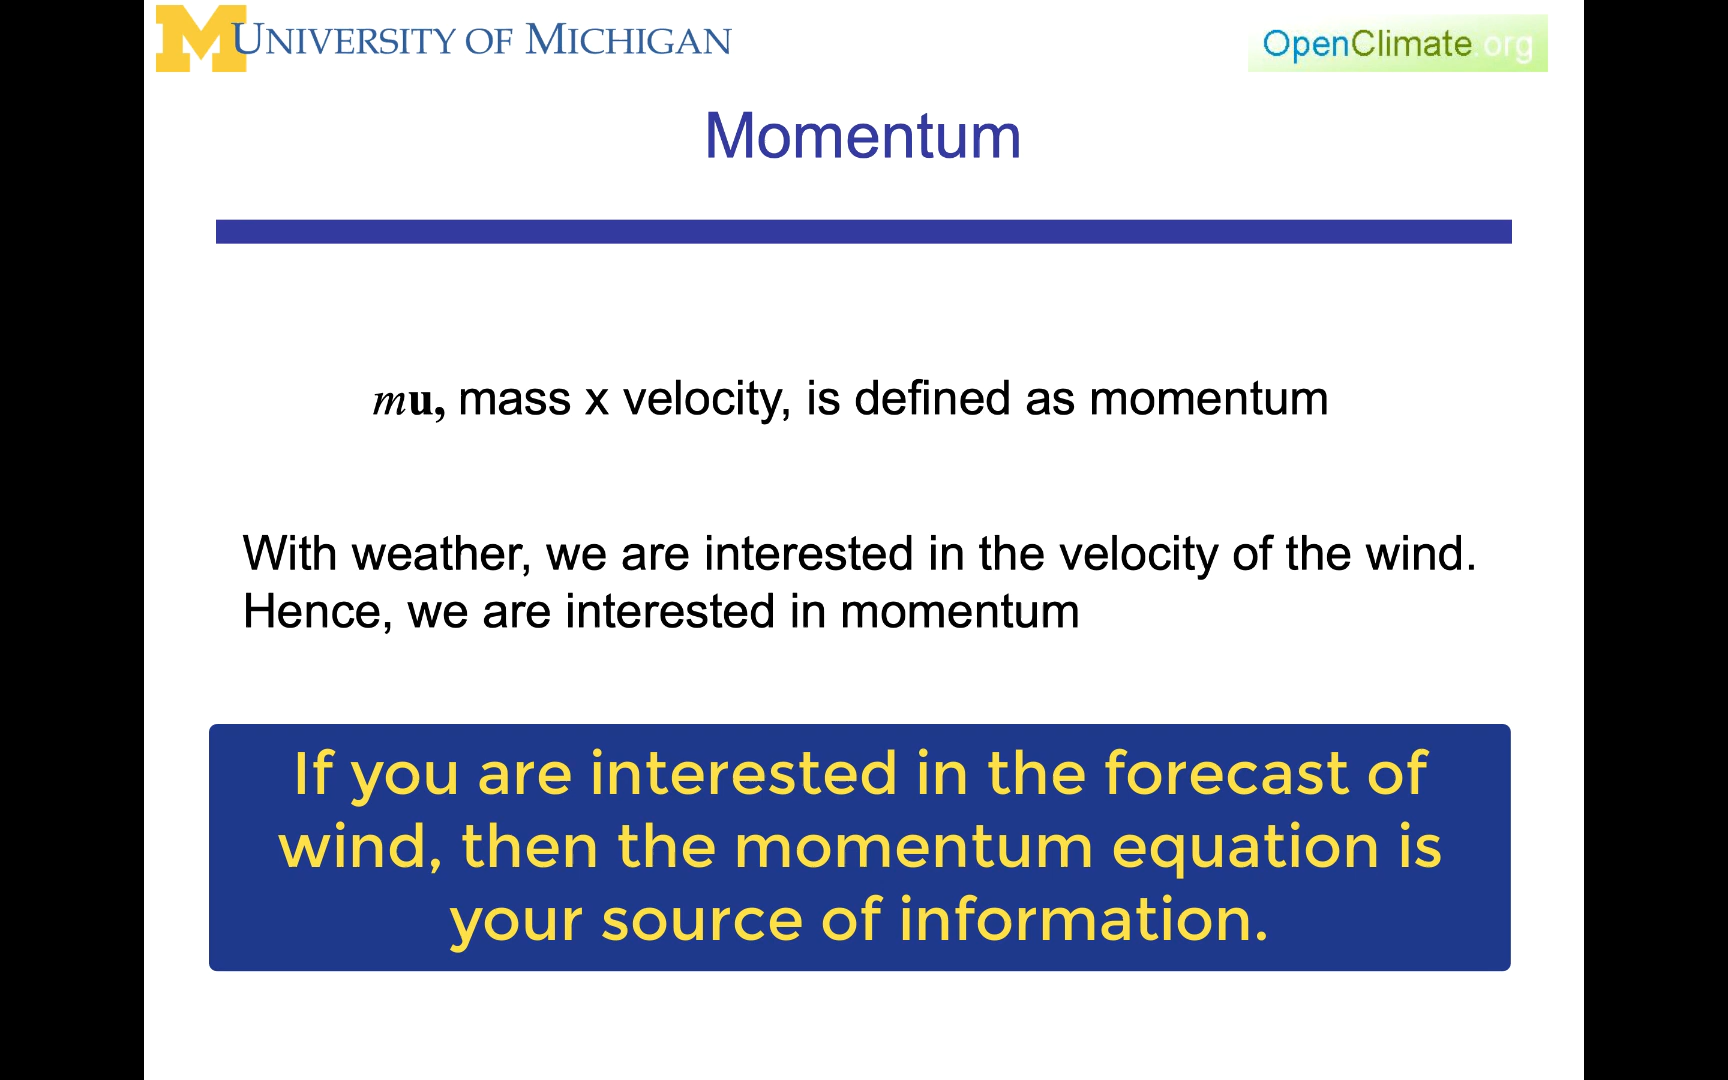 UNIVERSITY OF MICHIGAN
OpenClimate.org
Momentum
mu, mass x velocity, is defined as momentum
With weather, we are interested in the velocity of the wind.
Hence, we are interested in momentum
If you are interested in the forecast of
wind, then the momentum equation is
your source of information.